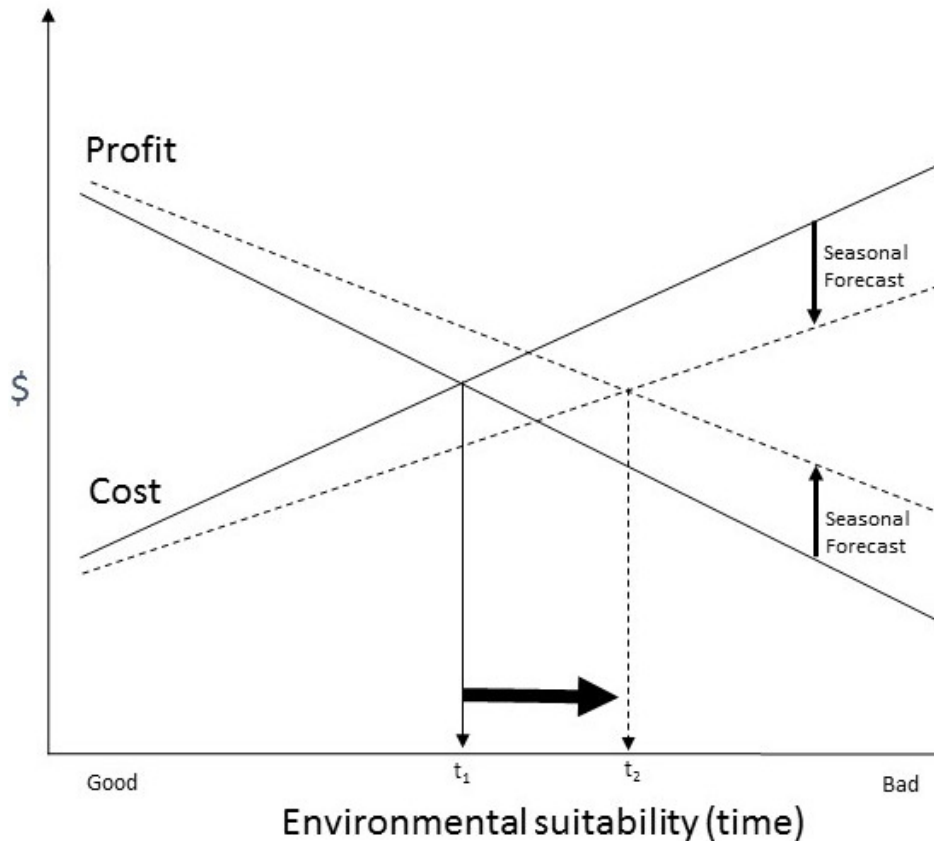 Profit
Seasonal
Forecast
$
Cost
Seasonal
Forecast
t₁
t₂
Good
Bad
Environmental suitability (time)